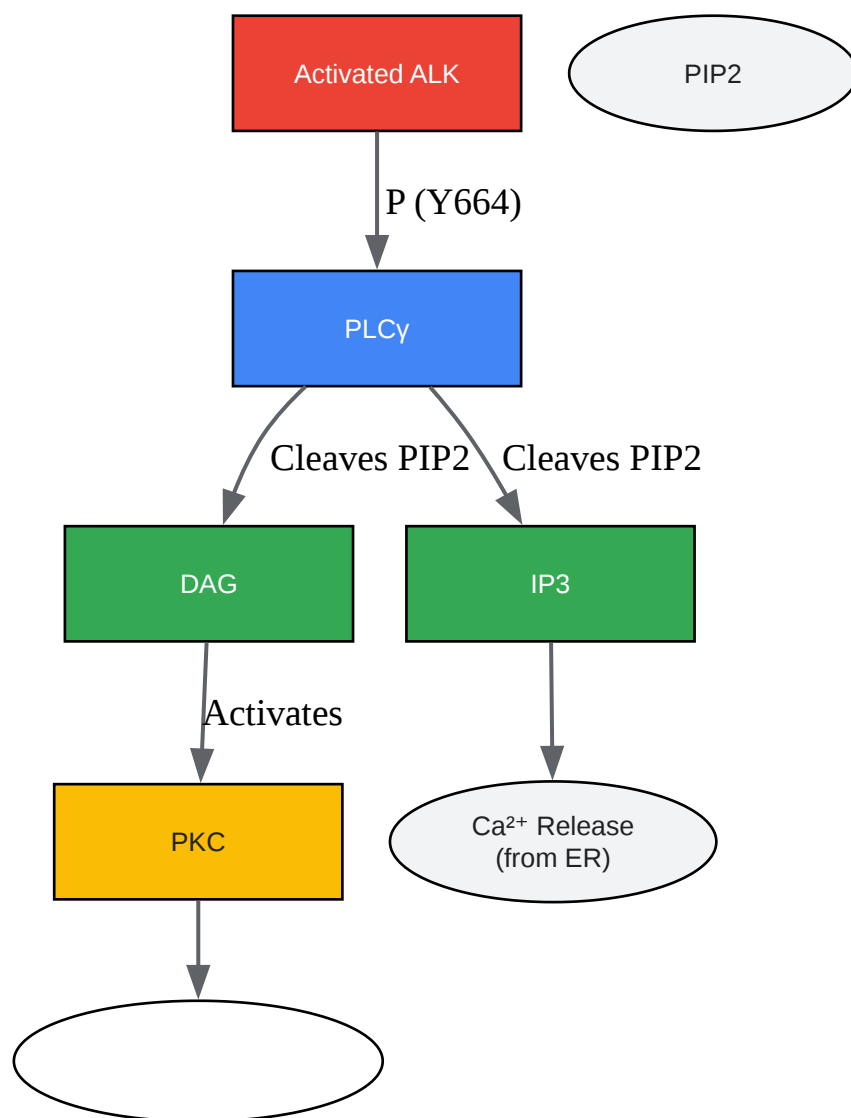 Activated ALK
PIP2
P (Y664)
PLCγ
Cleaves PIP2
Cleaves PIP2
DAG
IP3
Activates
PKC
Ca²⁺ Release
(from ER)